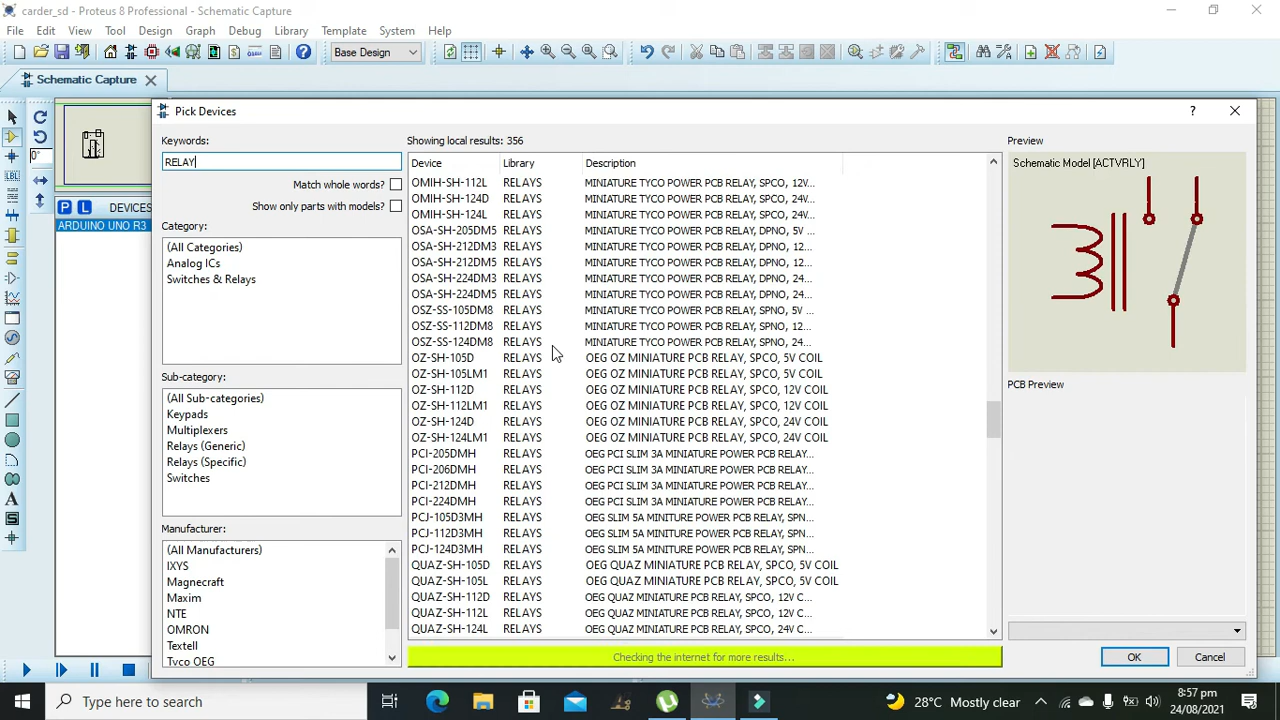 carder_sd - Proteus 8 Professional - Schematic Capture
File Edit View Tool Design Graph Debug Library Template System Help
Base Design
Schematic Capture
Pick Devices
Keywords:
RELAY
Match whole words?
Show only parts with models?
Category:
(All Categories)
Analog ICs
Switches & Relays
Sub-category:
(All Sub-categories)
Keypads
Multiplexers
Relays (Generic)
Relays (Specific)
Switches
Manufacturer:
(All Manufacturers)
IXYS
Magnecraft
Maxim
NTE
OMRON
Textell
Tyco OEG
0°
P L DEVICES
ARDUINO UNO R3
Showing local results: 356
Device Library Description
OMIH-SH-112L RELAYS MINIATURE TYCO POWER PCB RELAY, SPCO, 12V...
OMIH-SH-124D RELAYS MINIATURE TYCO POWER PCB RELAY, SPCO, 24V...
OMIH-SH-124L RELAYS MINIATURE TYCO POWER PCB RELAY, SPCO, 24V...
OSA-SH-205DM5 RELAYS MINIATURE TYCO POWER PCB RELAY, DPNO, 5V ...
OSA-SH-212DM3 RELAYS MINIATURE TYCO POWER PCB RELAY, DPNO, 12...
OSA-SH-212DM5 RELAYS MINIATURE TYCO POWER PCB RELAY, DPNO, 12...
OSA-SH-224DM3 RELAYS MINIATURE TYCO POWER PCB RELAY, DPNO, 24...
OSA-SH-224DM5 RELAYS MINIATURE TYCO POWER PCB RELAY, DPNO, 24...
OSZ-SS-105DM8 RELAYS MINIATURE TYCO POWER PCB RELAY, SPNO, 5V ...
OSZ-SS-112DM8 RELAYS MINIATURE TYCO POWER PCB RELAY, SPNO, 12...
OSZ-SS-124DM8 RELAYS MINIATURE TYCO POWER PCB RELAY, SPNO, 24...
OZ-SH-105D RELAYS OEG OZ MINIATURE PCB RELAY, SPCO, 5V COIL
OZ-SH-105LM1 RELAYS OEG OZ MINIATURE PCB RELAY, SPCO, 5V COIL
OZ-SH-112D RELAYS OEG OZ MINIATURE PCB RELAY, SPCO, 12V COIL
OZ-SH-112LM1 RELAYS OEG OZ MINIATURE PCB RELAY, SPCO, 12V COIL
OZ-SH-124D RELAYS OEG OZ MINIATURE PCB RELAY, SPCO, 24V COIL
OZ-SH-124LM1 RELAYS OEG OZ MINIATURE PCB RELAY, SPCO, 24V COIL
PCI-205DMH RELAYS OEG PCI SLIM 3A MINIATURE POWER PCB RELAY...
PCI-206DMH RELAYS OEG PCI SLIM 3A MINIATURE POWER PCB RELAY...
PCI-212DMH RELAYS OEG PCI SLIM 3A MINIATURE POWER PCB RELAY...
PCI-224DMH RELAYS OEG PCI SLIM 3A MINIATURE POWER PCB RELAY...
PCJ-105D3MH RELAYS OEG SLIM 5A MINITURE POWER PCB RELAY, SPN...
PCJ-112D3MH RELAYS OEG SLIM 5A MINITURE POWER PCB RELAY, SPN...
PCJ-124D3MH RELAYS OEG SLIM 5A MINITURE POWER PCB RELAY, SPN...
QUAZ-SH-105D RELAYS OEG QUAZ MINIATURE PCB RELAY, SPCO, 5V COIL
QUAZ-SH-105L RELAYS OEG QUAZ MINIATURE PCB RELAY, SPCO, 5V COIL
QUAZ-SH-112D RELAYS OEG QUAZ MINIATURE PCB RELAY, SPCO, 12V C...
QUAZ-SH-112L RELAYS OEG QUAZ MINIATURE PCB RELAY, SPCO, 12V C...
QUAZ-SH-124L RELAYS OEG QUAZ MINIATURE PCB RELAY, SPCO, 24V C...
Checking the internet for more results...
Preview
Schematic Model [ACTVRLY]
PCB Preview
OK Cancel
Type here to search
28°C Mostly clear
8:57 pm
24/08/2021